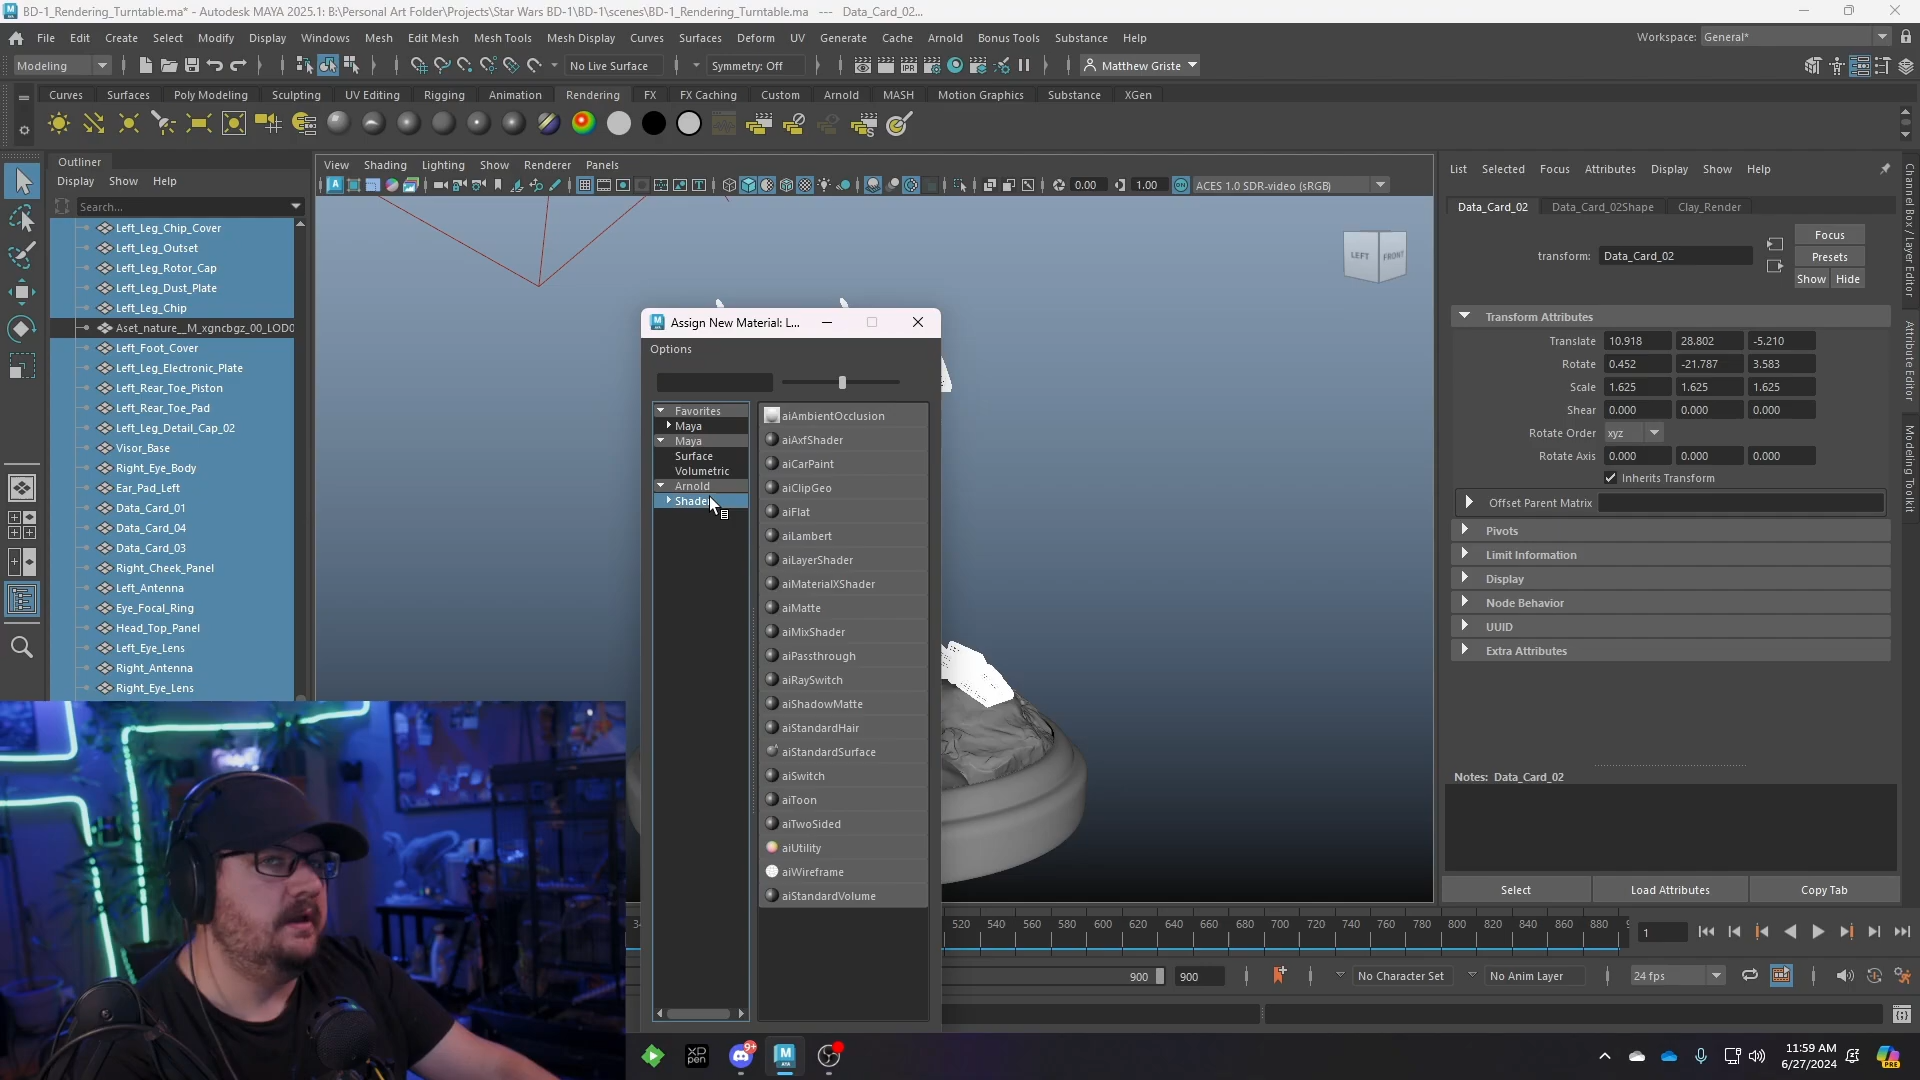 BD-1_Rendering_Turntable.ma* - Autodesk MAYA 2025.1: B:\Personal Art Folder\Projects\Star Wars BD-1\BD-1\scenes\BD-1_Rendering_Turntable.ma --- Data_Card_02...
File Edit Create Select Modify Display Windows Mesh Edit Mesh Mesh Tools Mesh Display Curves Surfaces Deform UV Generate Cache Arnold Bonus Tools Substance Help
Workspace: General*
Modeling
No Live Surface
Symmetry: Off
Matthew Griste
Curves Surfaces Poly Modeling Sculpting UV Editing Rigging Animation Rendering FX FX Caching Custom Arnold MASH Motion Graphics Substance XGen
Outliner
Display Show Help
Search...
Left_Leg_Chip_Cover
Left_Leg_Outset
Left_Leg_Rotor_Cap
Left_Leg_Dust_Plate
Left_Leg_Chip
Aset_nature__M_xgncbgz_00_LOD0
Left_Foot_Cover
Left_Leg_Electronic_Plate
Left_Rear_Toe_Piston
Left_Rear_Toe_Pad
Left_Leg_Detail_Cap_02
Visor_Base
Right_Eye_Body
Ear_Pad_Left
Data_Card_01
Data_Card_04
Data_Card_03
Right_Cheek_Panel
Left_Antenna
Eye_Focal_Ring
Head_Top_Panel
Left_Eye_Lens
Right_Antenna
Right_Eye_Lens
View Shading Lighting Show Renderer Panels
0.00 1.00 ACES 1.0 SDR-video (sRGB)
LEFT FRONT
Assign New Material: L...
Options
Favorites
Maya
Maya
Surface
Volumetric
Arnold
Shader
aiAmbientOcclusion
aiAxfShader
aiCarPaint
aiClipGeo
aiFlat
aiLambert
aiLayerShader
aiMaterialXShader
aiMatte
aiMixShader
aiPassthrough
aiRaySwitch
aiShadowMatte
aiStandardHair
aiStandardSurface
aiSwitch
aiToon
aiTwoSided
aiUtility
aiWireframe
aiStandardVolume
List Selected Focus Attributes Display Show Help
Data_Card_02 Data_Card_02Shape Clay_Render
transform: Data_Card_02
Focus
Presets
Show Hide
Transform Attributes
Translate 10.918 28.802 -5.210
Rotate 0.452 -21.787 3.583
Scale 1.625 1.625 1.625
Shear 0.000 0.000 0.000
Rotate Order xyz
Rotate Axis 0.000 0.000 0.000
Inherits Transform
Offset Parent Matrix
Pivots
Limit Information
Display
Node Behavior
UUID
Extra Attributes
Notes: Data_Card_02
Select Load Attributes Copy Tab
Channel Box / Layer Editor
Attribute Editor
Modeling Toolkit
520 540 560 580 600 620 640 660 680 700 720 740 760 780 800 820 840 860 880
1
900 900
No Character Set
No Anim Layer
24 fps
XP
PEN
9+
M
11:59 AM
6/27/2024
PRE